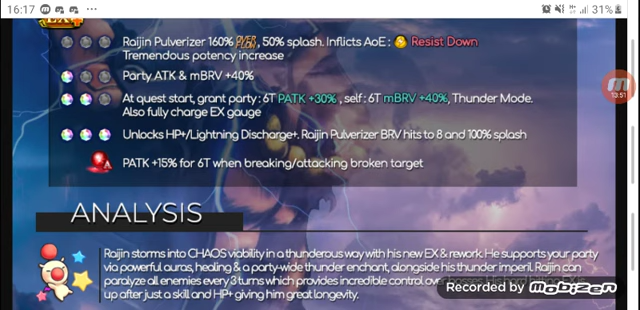 16:17
31%
EX+
Raijin Pulverizer 160% OVER FLOW, 50% splash. Inflicts AoE: Resist Down
Tremendous potency increase
13:51
Party ATK & mBRV +40%
At quest start, grant party: 6T PATK +30%, self: 6T mBRV +40%, Thunder Mode.
Also fully charge EX gauge
Unlocks HP+/Lightning Discharge+. Raijin Pulverizer BRV hits to 8 and 100% splash
A PATK +15% for 6T when breaking/attacking broken target
ANALYSIS
Raijin storms into CHAOS viability in a thunderous way with his new EX & rework. He supports your party
via powerful auras, healing & a party-wide thunder enchant, alongside his thunder imperil. Raijin can
paralyze all enemies every 3 turns which provides incredible control
up after just a skill and HP+ giving him great longevity.
Recorded by Mobizen